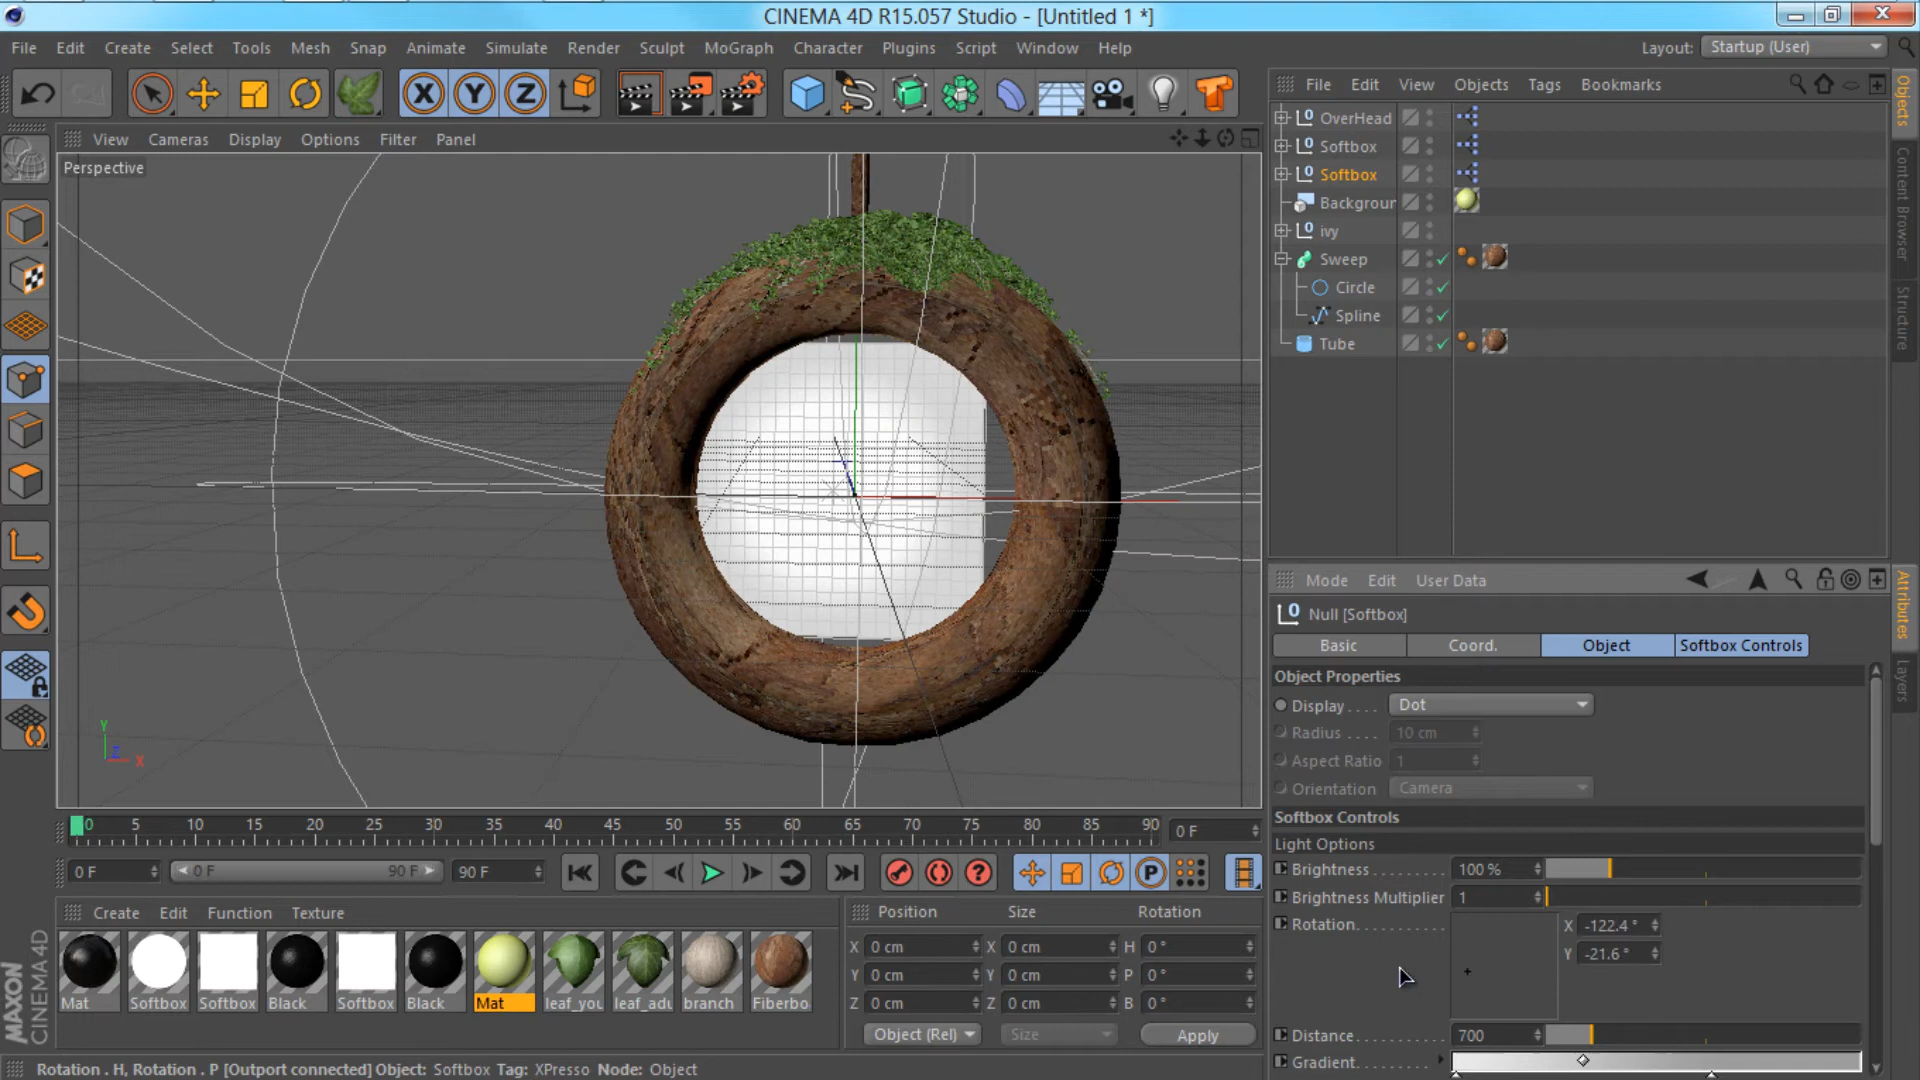 CINEMA 4D R15.057 Studio - [Untitled 1 *]
File Edit Create Select Tools Mesh Snap Animate Simulate Render Sculpt MoGraph Character Plugins Script Window Help
Layout: Startup (User)
File Edit View Objects Tags Bookmarks
View Cameras Display Options Filter Panel
Perspective
OverHead
Softbox
Softbox
Backgroun
ivy
Sweep
Circle
Spline
Tube
Objects
Content Browser
Structure
Mode Edit User Data
Null [Softbox]
Basic Coord. Object Softbox Controls
Object Properties
Display . . . . Dot
Radius . . . . 10 cm
Aspect Ratio 1
Orientation Camera
Softbox Controls
Light Options
Brightness . . . . . . . . . 100 %
Brightness Multiplier 1
Rotation. . . . . . . . . . . . X -122.4 °
Y -21.6 °
Distance. . . . . . . . . . . . 700
Gradient. . . . . . . . . .
Attributes
Layers
Y
Z
X
0 5 10 15 20 25 30 35 40 45 50 55 60 65 70 75 80 85 90 0 F
0 F 0 F 90 F 90 F
Create Edit Function Texture
Mat Softbox Softbox Black Softbox Black Mat leaf_you leaf_adu branch Fiberbo
Position Size Rotation
X 0 cm X 0 cm H 0 °
Y 0 cm Y 0 cm P 0 °
Z 0 cm Z 0 cm B 0 °
Object (Rel) Size Apply
MAXON
CINEMA 4D
Rotation . H, Rotation . P [Outport connected] Object: Softbox Tag: XPresso Node: Object